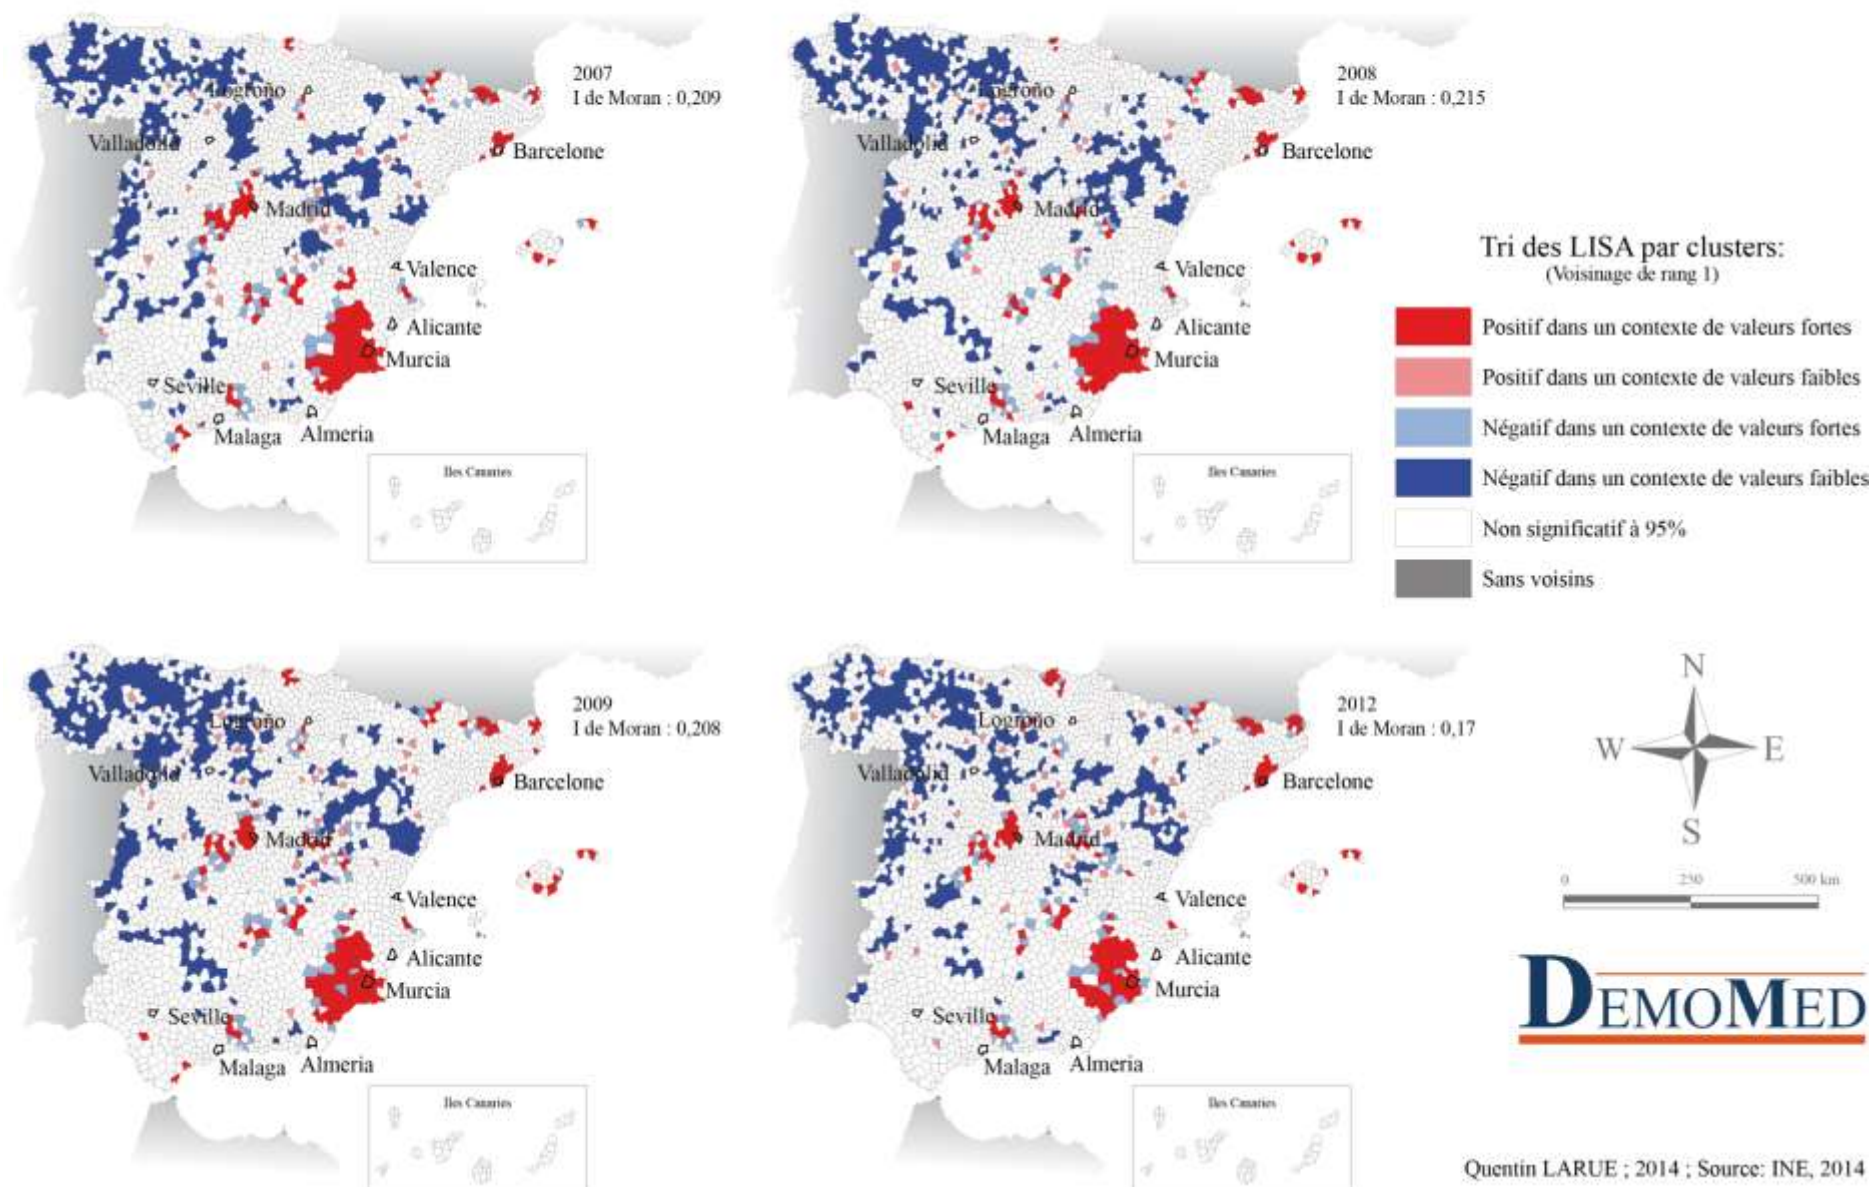 2007
I de Moran : 0,209
Logroño
Valladolid
Barcelone
Madrid
Valence
Alicante
Murcia
Seville
Malaga
Almeria
Iles Canaries
2008
I de Moran : 0,215
Logroño
Valladolid
Barcelone
Madrid
Valence
Alicante
Murcia
Seville
Malaga
Almeria
Iles Canaries
Tri des LISA par clusters:
(Voisinage de rang 1)
Positif dans un contexte de valeurs fortes
Positif dans un contexte de valeurs faibles
Négatif dans un contexte de valeurs fortes
Négatif dans un contexte de valeurs faibles
Non significatif à 95%
Sans voisins
2009
I de Moran : 0,208
Logroño
Valladolid
Barcelone
Madrid
Valence
Alicante
Murcia
Seville
Malaga
Almeria
Iles Canaries
2012
I de Moran : 0,17
Logroño
Valladolid
Barcelone
Madrid
Valence
Alicante
Murcia
Seville
Malaga
Almeria
Iles Canaries
N
W E
S
0 250 500 km
DEMOMED
Quentin LARUE ; 2014 ; Source: INE, 2014